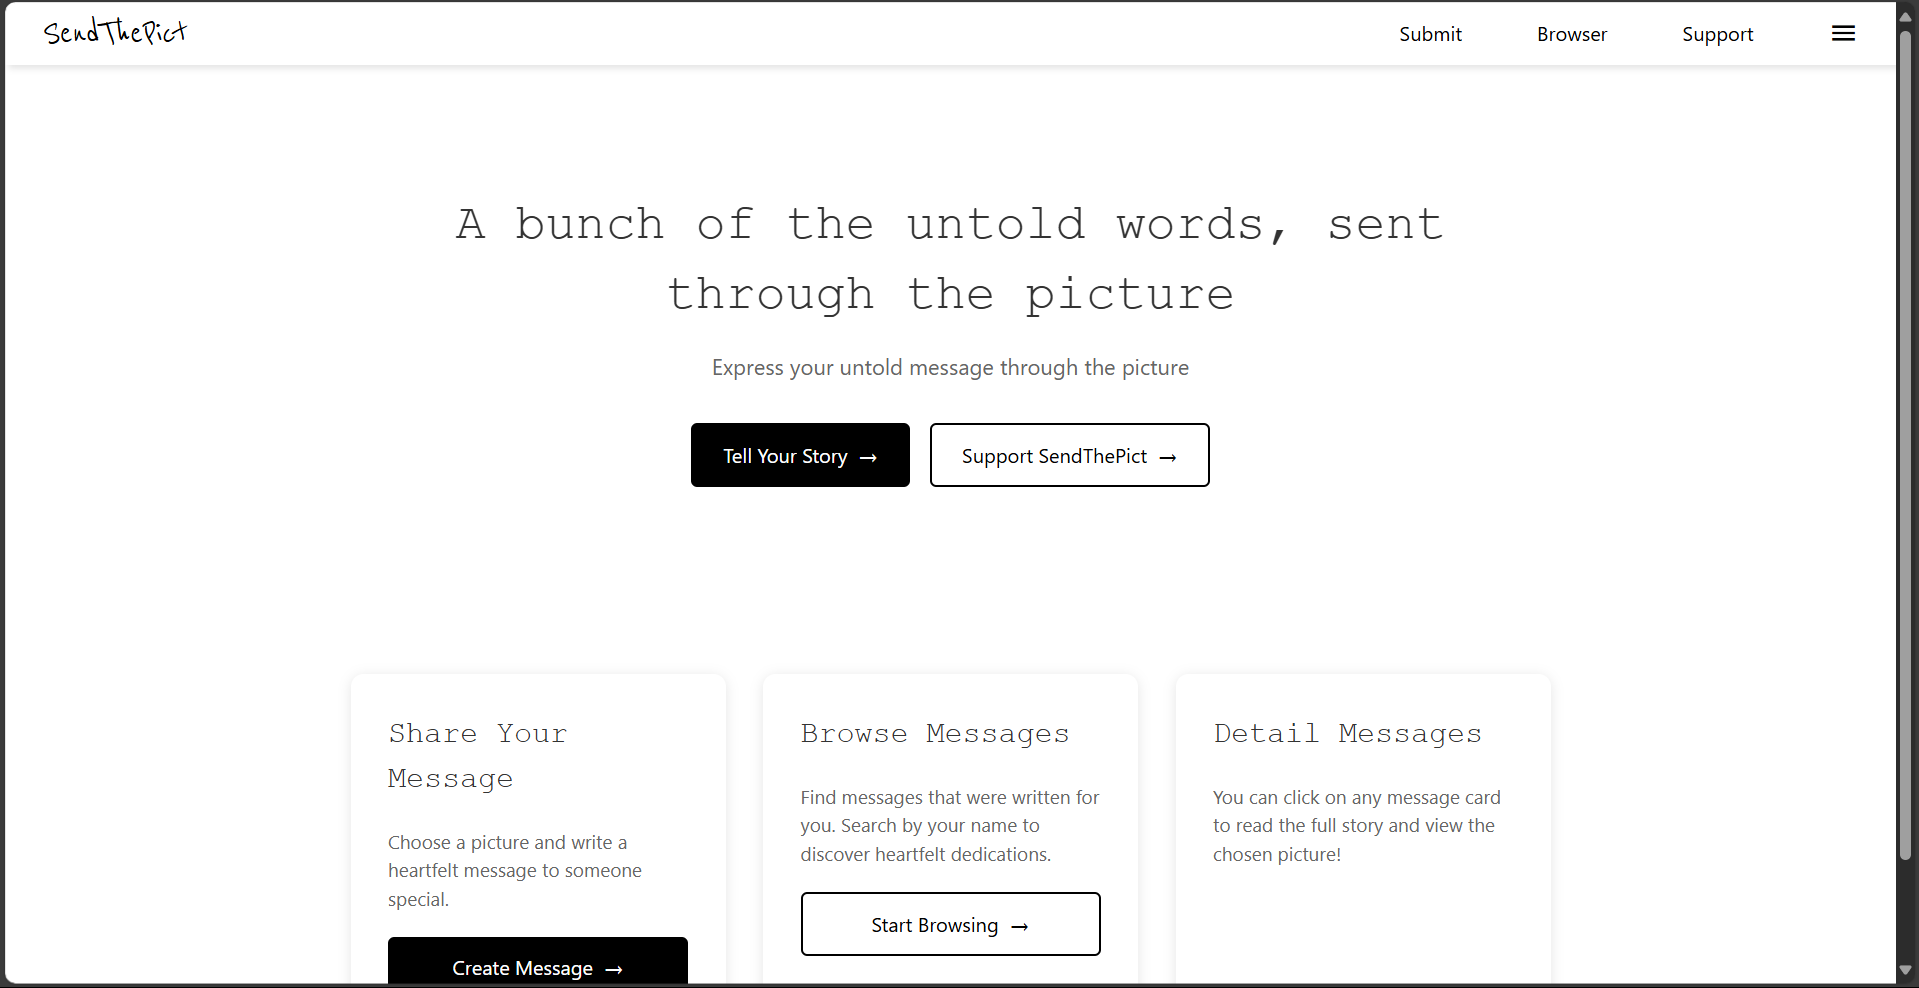 SendThePict
Submit
Browser
Support
A bunch of the untold words, sent
through the picture
Express your untold message through the picture
Tell Your Story →
Support SendThePict →
Share Your
Message
Choose a picture and write a
heartfelt message to someone
special.
Create Message →
Browse Messages
Find messages that were written for
you. Search by your name to
discover heartfelt dedications.
Start Browsing →
Detail Messages
You can click on any message card
to read the full story and view the
chosen picture!